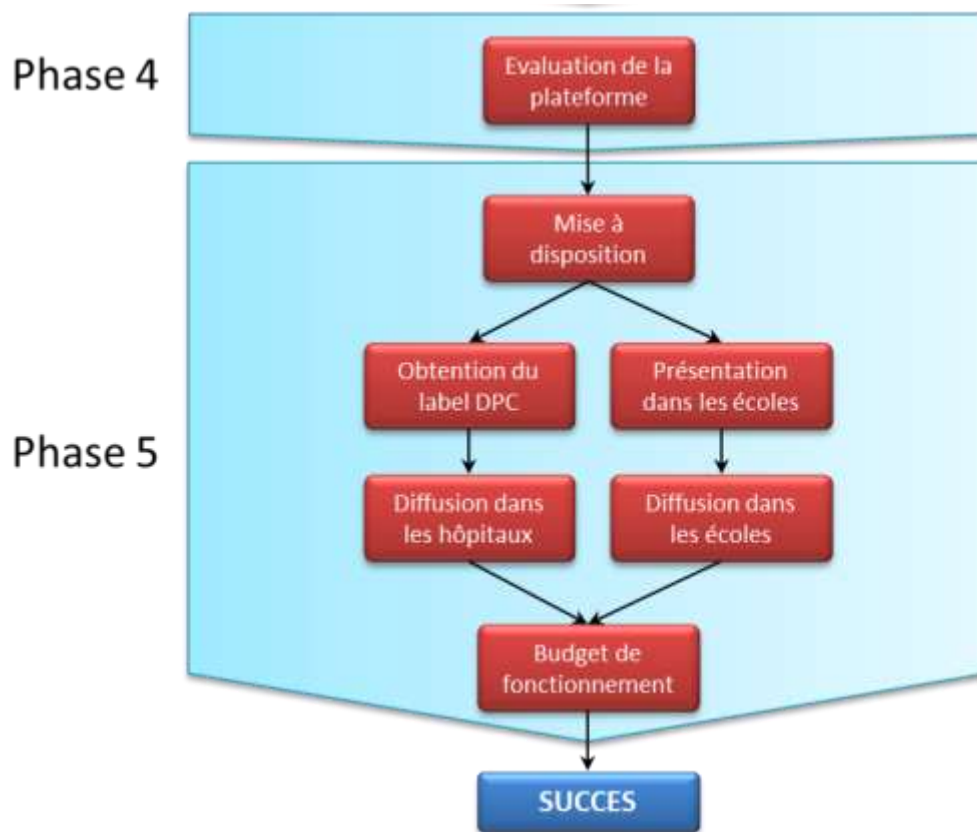 Phase 4
Evaluation de la
plateforme
Mise à
disposition
Obtention du
label DPC
Présentation
dans les écoles
Phase 5
Diffusion dans
les hôpitaux
Diffusion dans
les écoles
Budget de
fonctionnement
SUCCES